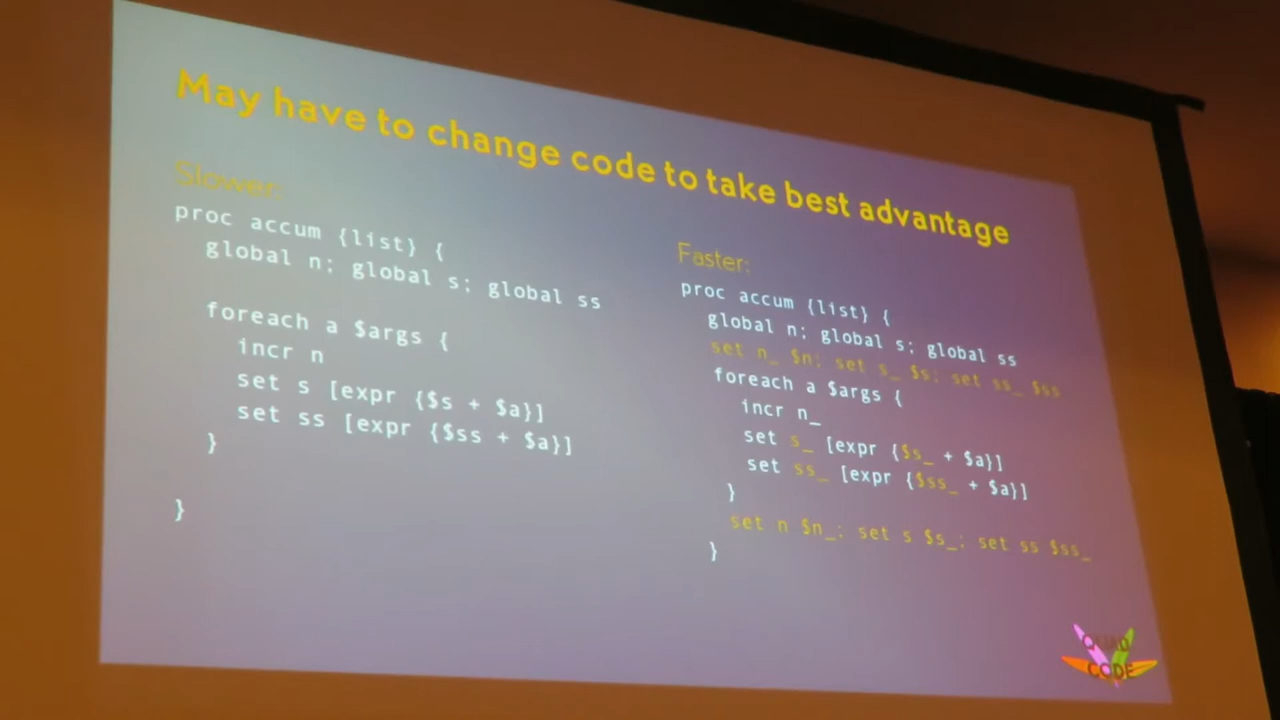 May have to change code to take best advantage
Slower:
proc accum {list} {
global n; global s; global ss
foreach a $args {
incr n
set s [expr {$s + $a}]
set ss [expr {$ss + $a}]
}
}
Faster:
proc accum {list} {
global n; global s; global ss
set n_ $n; set s_ $s; set ss_ $ss
foreach a $args {
incr n_
set s_ [expr {$s_ + $a}]
set ss_ [expr {$ss_ + $a}]
}
set n $n_; set s $s_; set ss $ss_
}
QUAD
CODE